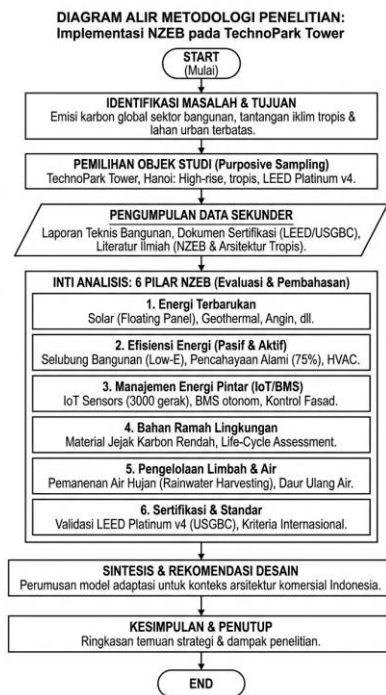 DIAGRAM ALIR METODOLOGI PENELITIAN:
Implementasi NZEB pada TechnoPark Tower
START
(Mulai)
IDENTIFIKASI MASALAH & TUJUAN
Emisi karbon global sektor bangunan, tantangan iklim tropis &
lahan urban terbatas.
PEMILIHAN OBJEK STUDI (Purposive Sampling)
TechnoPark Tower, Hanoi: High-rise, tropis, LEED Platinum v4.
PENGUMPULAN DATA SEKUNDER
Laporan Teknis Bangunan, Dokumen Sertifikasi (LEED/USGBC),
Literatur Ilmiah (NZEB & Arsitektur Tropis).
INTI ANALISIS: 6 PILAR NZEB (Evaluasi & Pembahasan)
1. Energi Terbarukan
Solar (Floating Panel), Geothermal, Angin, dll.
2. Efisiensi Energi (Pasif & Aktif)
Selubung Bangunan (Low-E), Pencahayaan Alami (75%), HVAC.
3. Manajemen Energi Pintar (IoT/BMS)
IoT Sensors (3000 gerak), BMS otonom, Kontrol Fasad.
4. Bahan Ramah Lingkungan
Material Jejak Karbon Rendah, Life-Cycle Assessment.
5. Pengelolaan Limbah & Air
Pemanenan Air Hujan (Rainwater Harvesting), Daur Ulang Air.
6. Sertifikasi & Standar
Validasi LEED Platinum v4 (USGBC), Kriteria Internasional.
SINTESIS & REKOMENDASI DESAIN
Perumusan model adaptasi untuk konteks arsitektur komersial Indonesia.
KESIMPULAN & PENUTUP
Ringkasan temuan strategi & dampak penelitian.
END